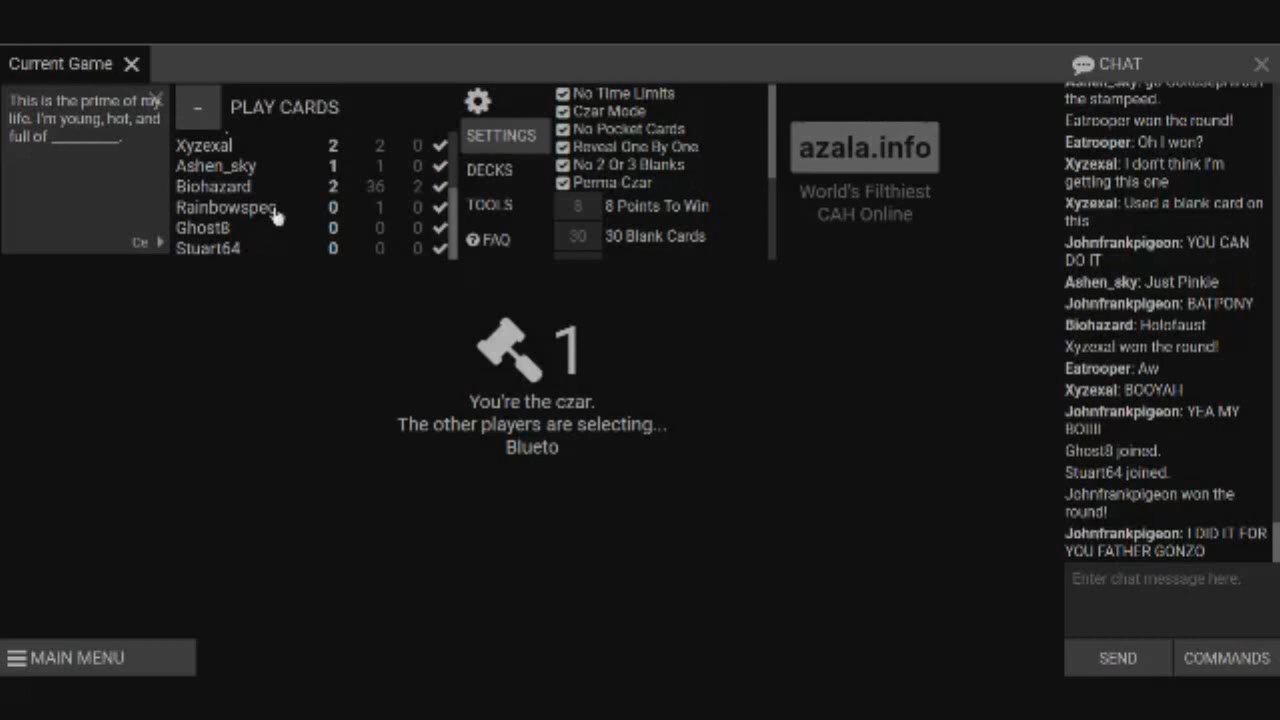 Current Game
This is the prime of my
life. I'm young, hot, and
full of _________.
Ce
-
PLAY CARDS
Xyzexal 2 2 0
Ashen_sky 1 1 0
Biohazard 2 36 2
Rainbowspec 0 1 0
Ghost8 0 0 0
Stuart64 0 0 0
SETTINGS
DECKS
TOOLS
FAQ
No Time Limits
Czar Mode
No Pocket Cards
Reveal One By One
No 2 Or 3 Blanks
Perma Czar
8 8 Points To Win
30 30 Blank Cards
azala.info
World's Filthiest
CAH Online
1
You're the czar.
The other players are selecting...
Blueto
MAIN MENU
CHAT
the stampeed.
Eatrooper won the round!
Eatrooper: Oh I won?
Xyzexal: I don't think I'm
getting this one
Xyzexal: Used a blank card on
this
Johnfrankpigeon: YOU CAN
DO IT
Ashen_sky: Just Pinkie
Johnfrankpigeon: BATPONY
Biohazard: Holofaust
Xyzexal won the round!
Eatrooper: Aw
Xyzexal: BOOYAH
Johnfrankpigeon: YEA MY
BOIIII
Ghost8 joined.
Stuart64 joined.
Johnfrankpigeon won the
round!
Johnfrankpigeon: I DID IT FOR
YOU FATHER GONZO
Enter chat message here.
SEND
COMMANDS